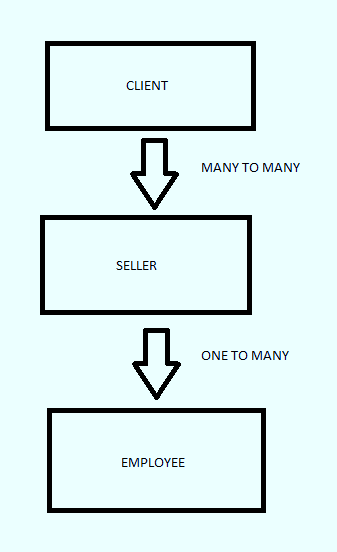 CLIENT
MANY TO MANY
SELLER
ONE TO MANY
EMPLOYEE